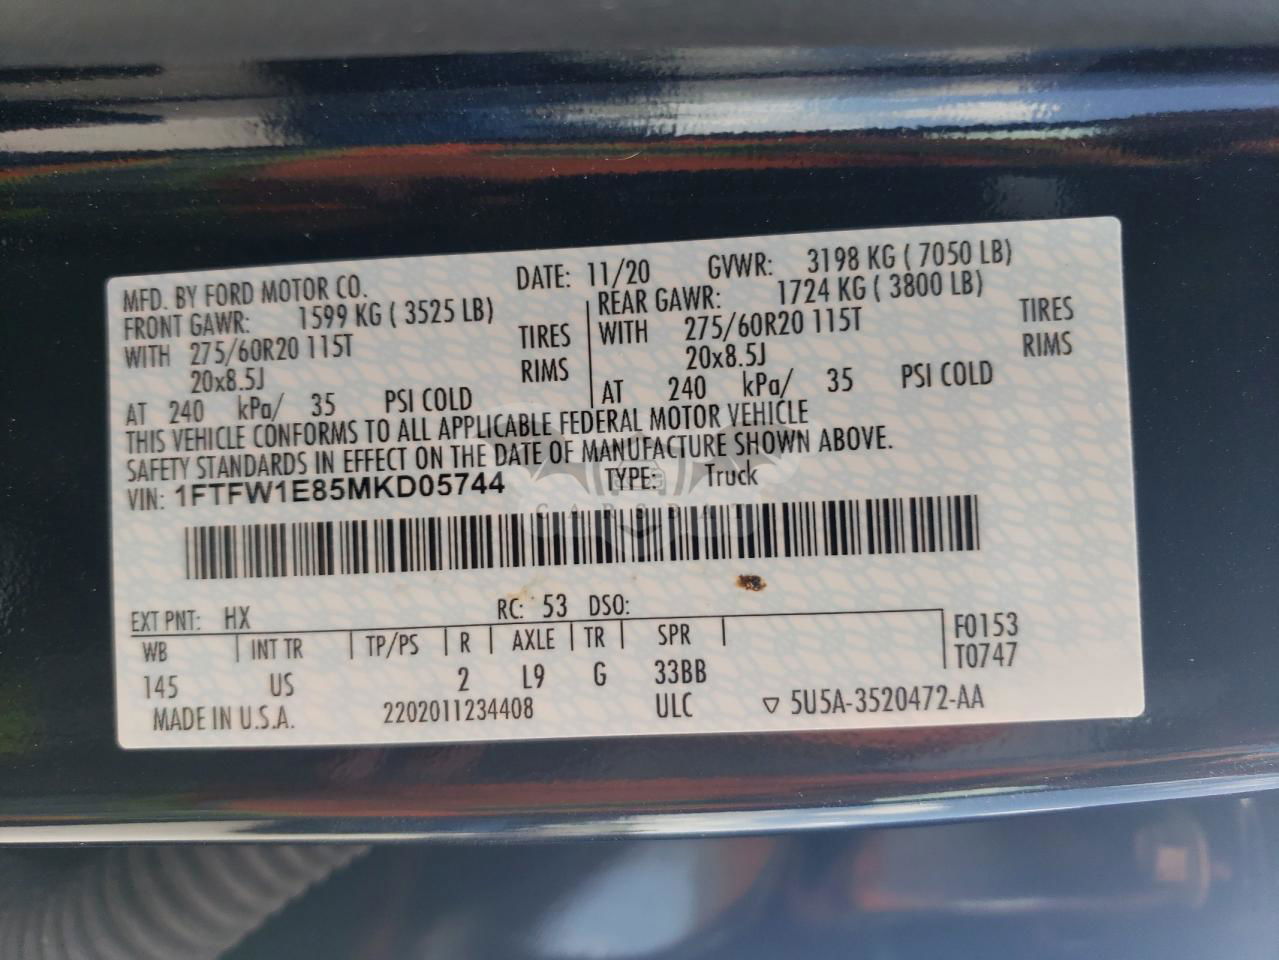 MFD. BY FORD MOTOR CO. DATE: 11/20 GVWR: 3198 KG ( 7050 LB)
FRONT GAWR: 1599 KG ( 3525 LB) REAR GAWR: 1724 KG ( 3800 LB)
WITH 275/60R20 115T TIRES WITH 275/60R20 115T TIRES
20x8.5J RIMS 20x8.5J RIMS
AT 240 kPa/ 35 PSI COLD AT 240 kPa/ 35 PSI COLD
THIS VEHICLE CONFORMS TO ALL APPLICABLE FEDERAL MOTOR VEHICLE
SAFETY STANDARDS IN EFFECT ON THE DATE OF MANUFACTURE SHOWN ABOVE.
VIN: 1FTFW1E85MKD05744 TYPE: Truck
CARSBAT
EXT PNT: HX RC: 53 DSO:
WB INT TR TP/PS R AXLE TR SPR F0153
145 US 2 L9 G 33BB T0747
MADE IN U.S.A. 2202011234408 ULC ▽ 5U5A-3520472-AA